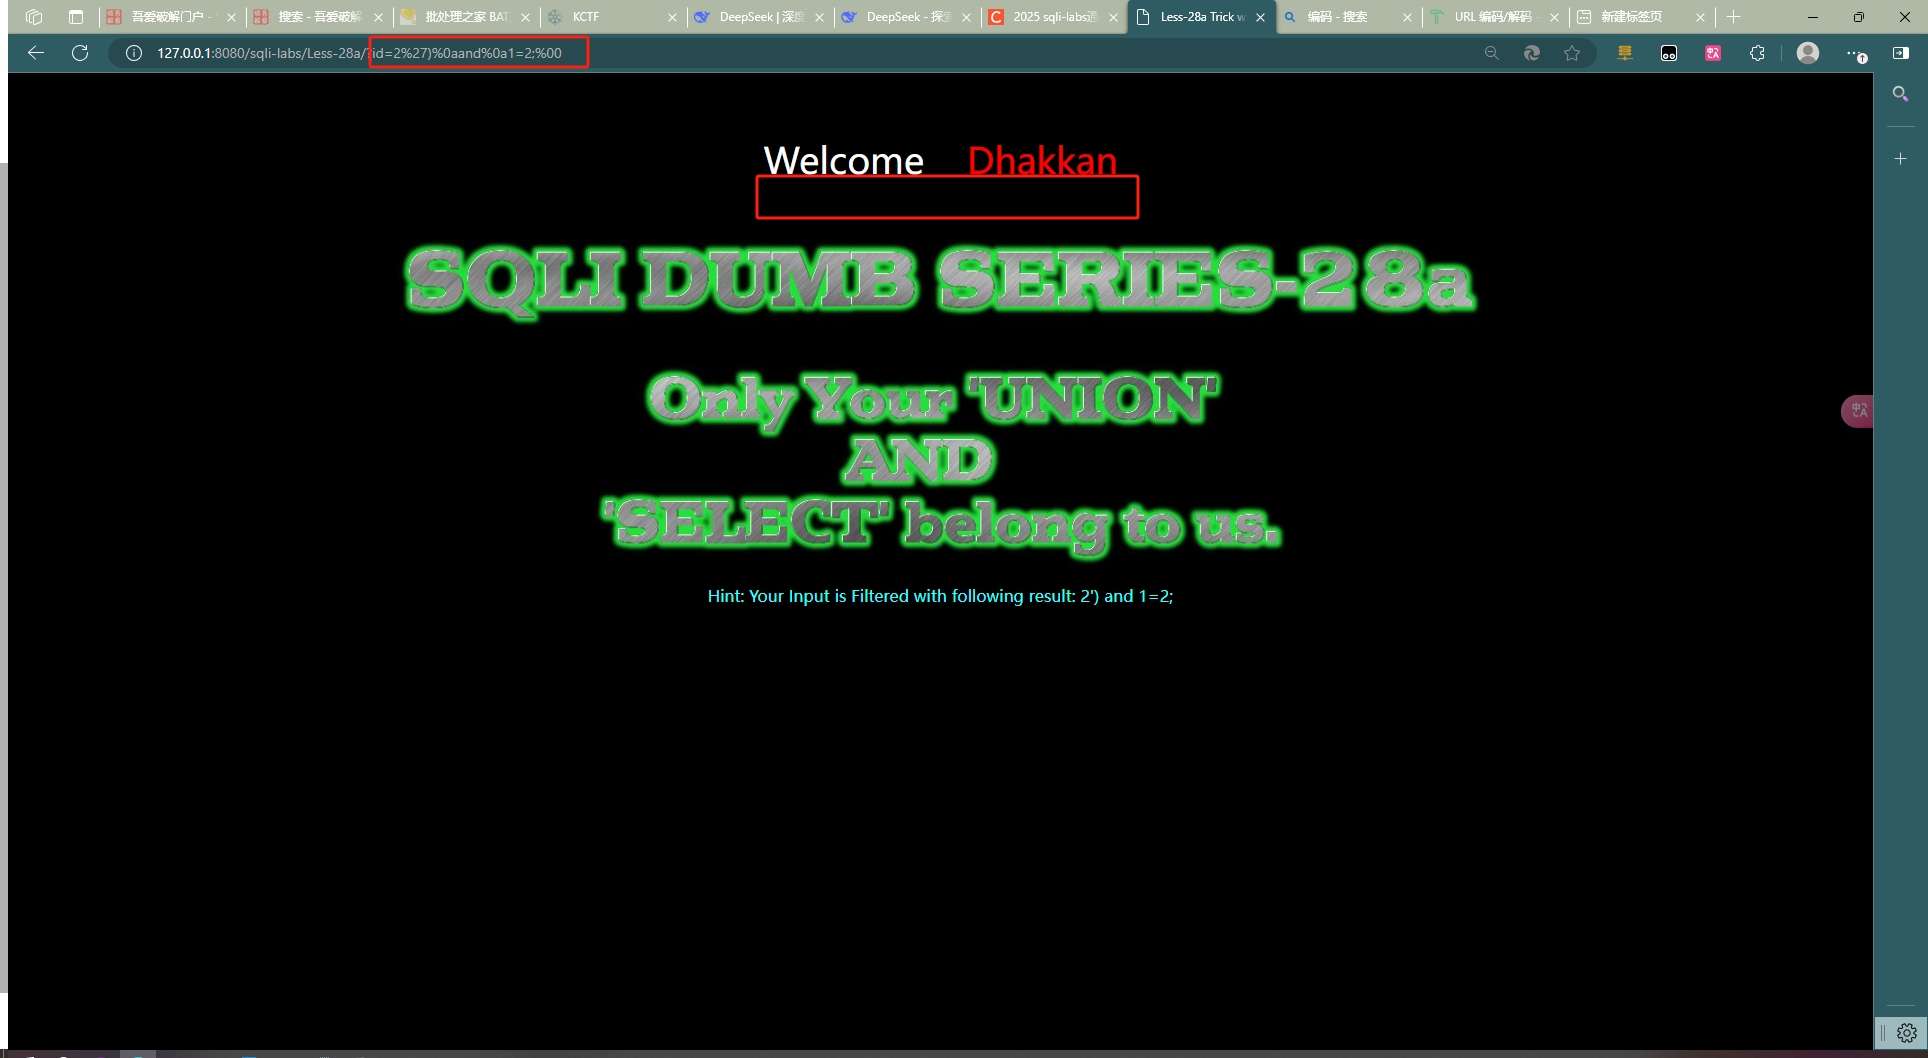 吾爱破解门户 -
搜索 - 吾爱破解
批处理之家 BAT
KCTF
DeepSeek | 深度
DeepSeek - 探索
2025 sqli-labs通
Less-28a Trick w
编码 - 搜索
URL 编码/解码 -
新建标签页
127.0.0.1:8080/sqli-labs/Less-28a/?id=2%27)%0aand%0a1=2;%00
Welcome Dhakkan
SQLI DUMB SERIES-28a
Only Your 'UNION'
AND
'SELECT' belong to us.
Hint: Your Input is Filtered with following result: 2') and 1=2;